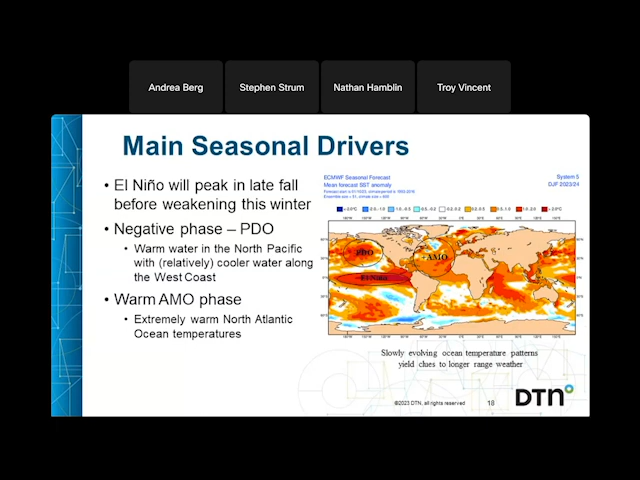 Andrea Berg
Stephen Strum
Nathan Hamblin
Troy Vincent
Main Seasonal Drivers
• El Niño will peak in late fall
before weakening this winter
• Negative phase – PDO
• Warm water in the North Pacific
with (relatively) cooler water along
the West Coast
• Warm AMO phase
• Extremely warm North Atlantic
Ocean temperatures
ECMWF Seasonal Forecast
Mean forecast SST anomaly
System 5
DJF 2023/24
-PDO
+AMO
El Niño
Slowly evolving ocean temperature patterns
yield clues to longer range weather
©2023 DTN, all rights reserved
18
DTN